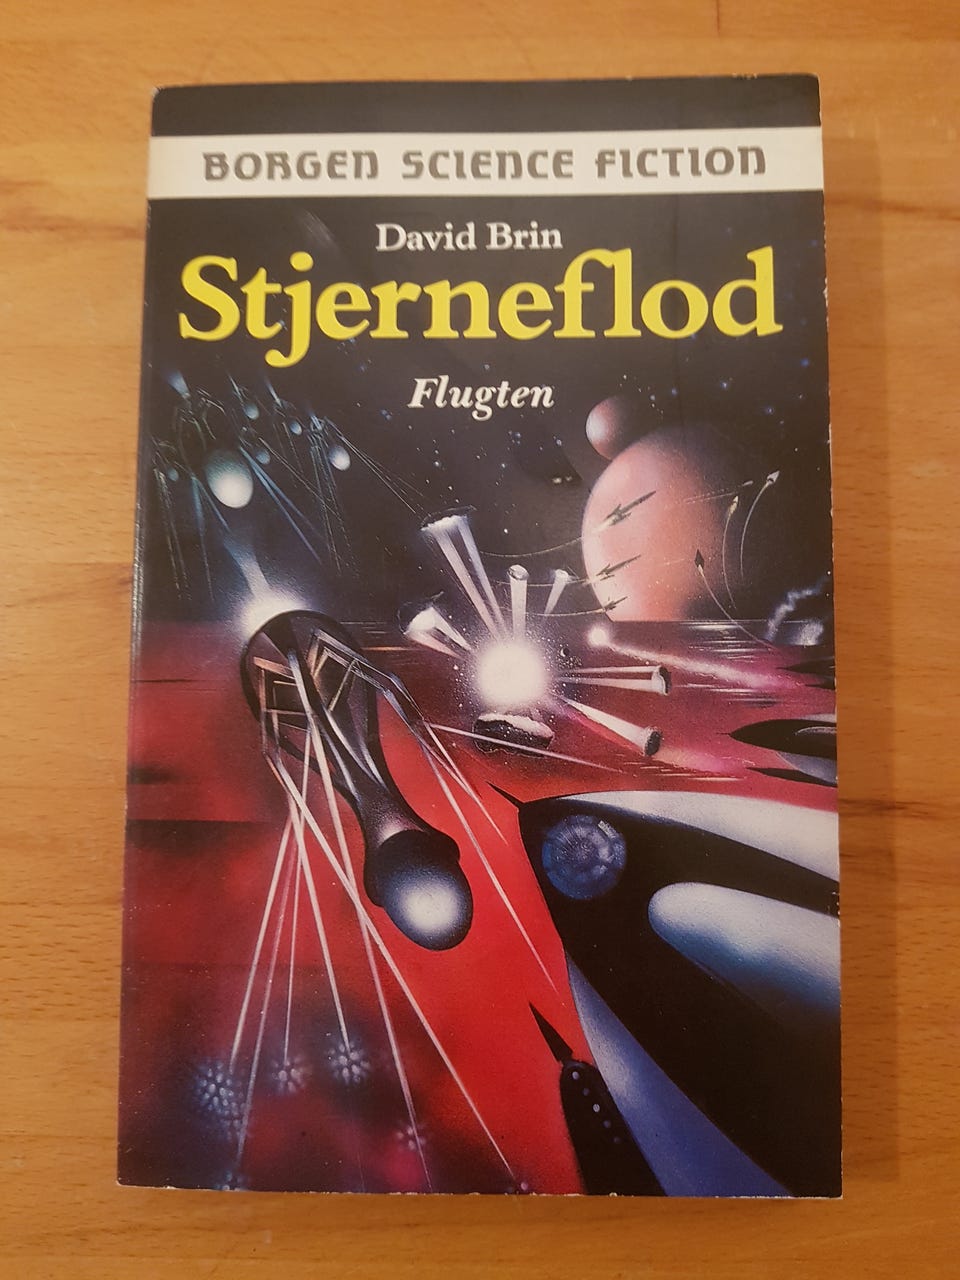 BORGEN SCIENCE FICTION
David Brin
Stjerneflod
Flugten